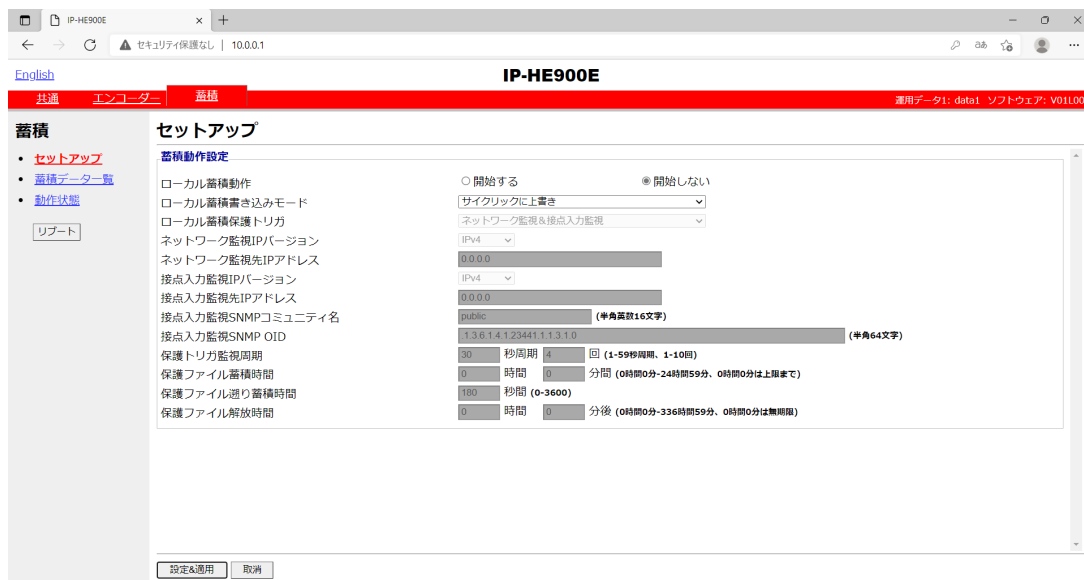 IP-HE900E
セキュリティ保護なし | 10.0.0.1
English
IP-HE900E
共通 エンコーダー 蓄積 運用データ1: data1 ソフトウェア: V01L00
蓄積
セットアップ
蓄積データ一覧
動作状態
リブート
セットアップ
蓄積動作設定
ローカル蓄積動作 開始する 開始しない
ローカル蓄積書き込みモード サイクリックに上書き
ローカル蓄積保護トリガ ネットワーク監視&接点入力監視
ネットワーク監視IPバージョン IPv4
ネットワーク監視先IPアドレス 0.0.0.0
接点入力監視IPバージョン IPv4
接点入力監視先IPアドレス 0.0.0.0
接点入力監視SNMPコミュニティ名 public (半角英数16文字)
接点入力監視SNMP OID .1.3.6.1.4.1.23441.1.1.3.1.0 (半角64文字)
保護トリガ監視周期 30 秒周期 4 回 (1-59秒周期、1-10回)
保護ファイル蓄積時間 0 時間 0 分間 (0時間0分-24時間59分、0時間0分は上限まで)
保護ファイル遡り蓄積時間 180 秒間 (0-3600)
保護ファイル解放時間 0 時間 0 分後 (0時間0分-336時間59分、0時間0分は無期限)
設定&適用 取消